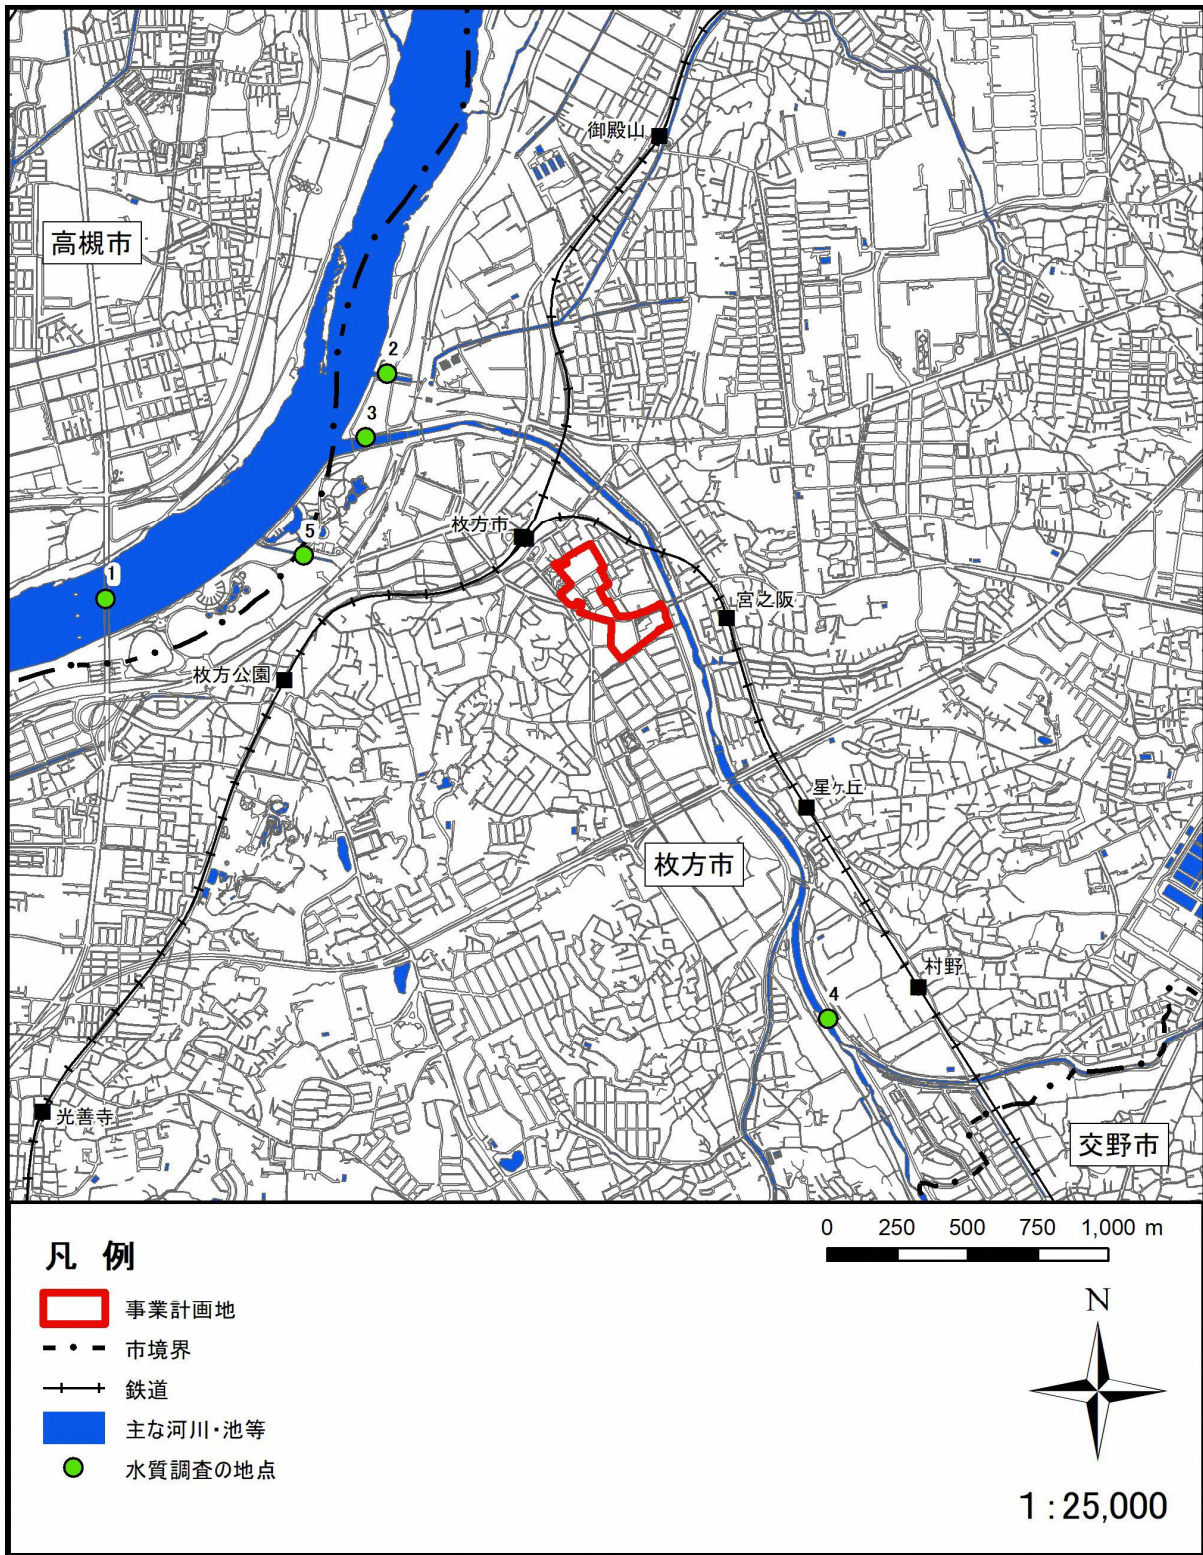 御殿山
高槻市
2
3
枚方市
5
1
宮之阪
枚方公園
星ヶ丘
枚方市
村野
4
光善寺
交野市
凡 例
事業計画地
市境界
鉄道
主な河川・池等
水質調査の地点
0 250 500 750 1,000 m
N
1：25,000